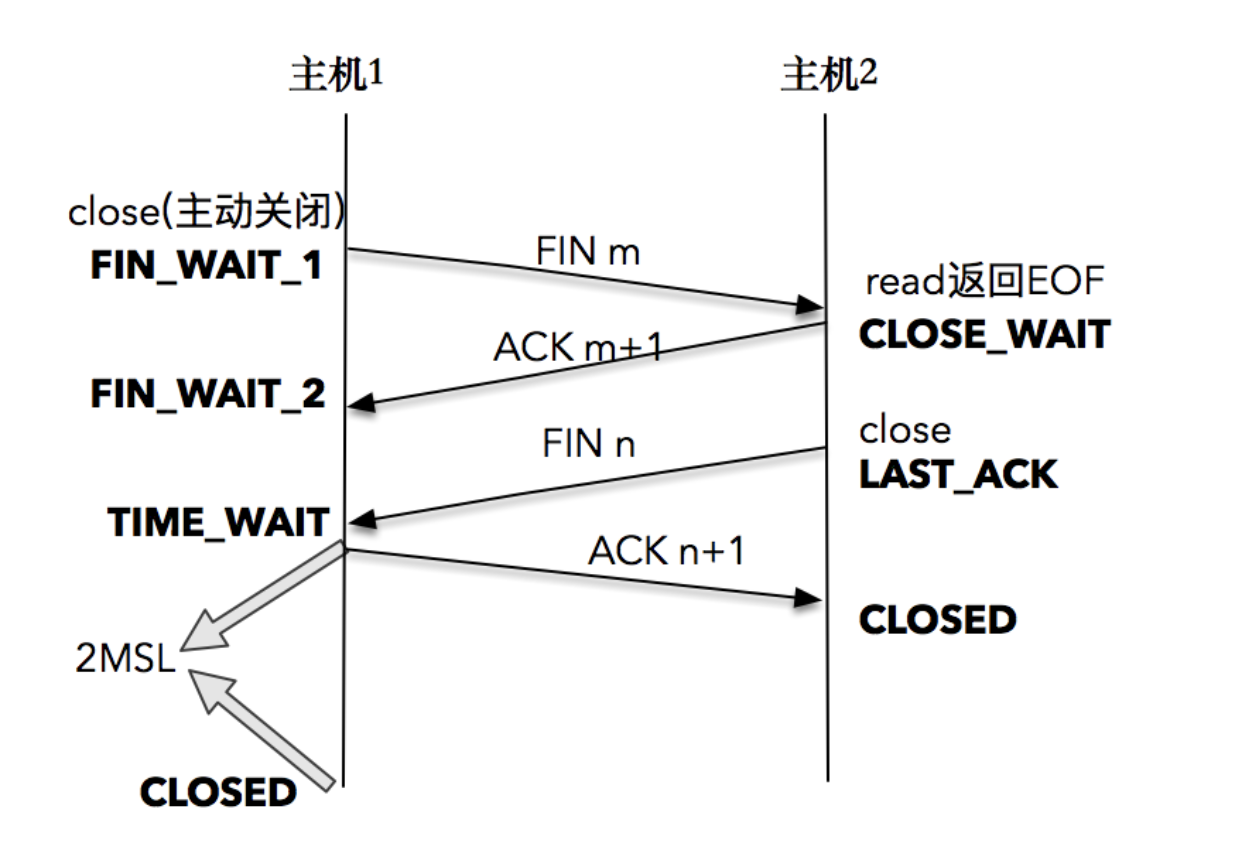 主机1
主机2
close(主动关闭)
FIN_WAIT_1
FIN m
read返回EOF
CLOSE_WAIT
ACK m+1
FIN_WAIT_2
close
FIN n
LAST_ACK
TIME_WAIT
ACK n+1
CLOSED
2MSL
CLOSED